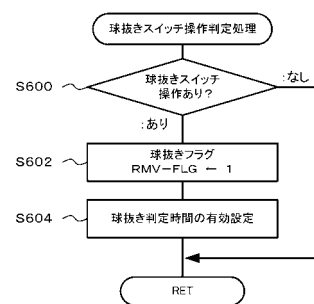 球抜きスイッチ操作判定処理
S600
球抜きスイッチ
操作あり?
:なし
:あり
S602
球抜きフラグ
RMV-FLG ← 1
S604
球抜き判定時間の有効設定
RET